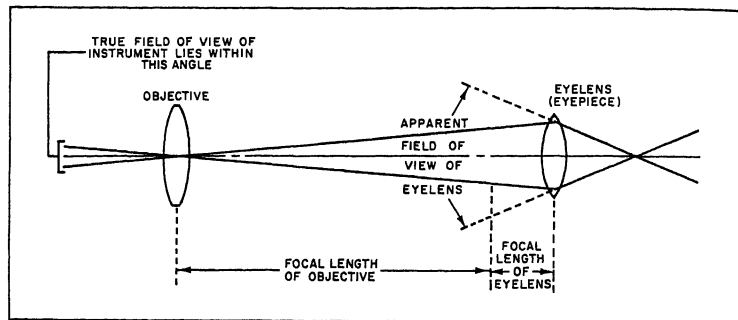 TRUE FIELD OF VIEW OF
INSTRUMENT LIES WITHIN
THIS ANGLE
OBJECTIVE
EYELENS
(EYEPIECE)
APPARENT
FIELD OF
VIEW OF
EYELENS
FOCAL LENGTH
OF OBJECTIVE
FOCAL
LENGTH
OF
EYELENS